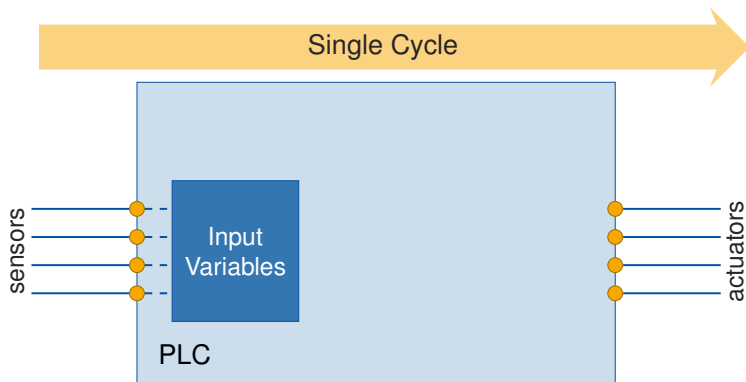 Single Cycle
sensors
Input
Variables
actuators
PLC